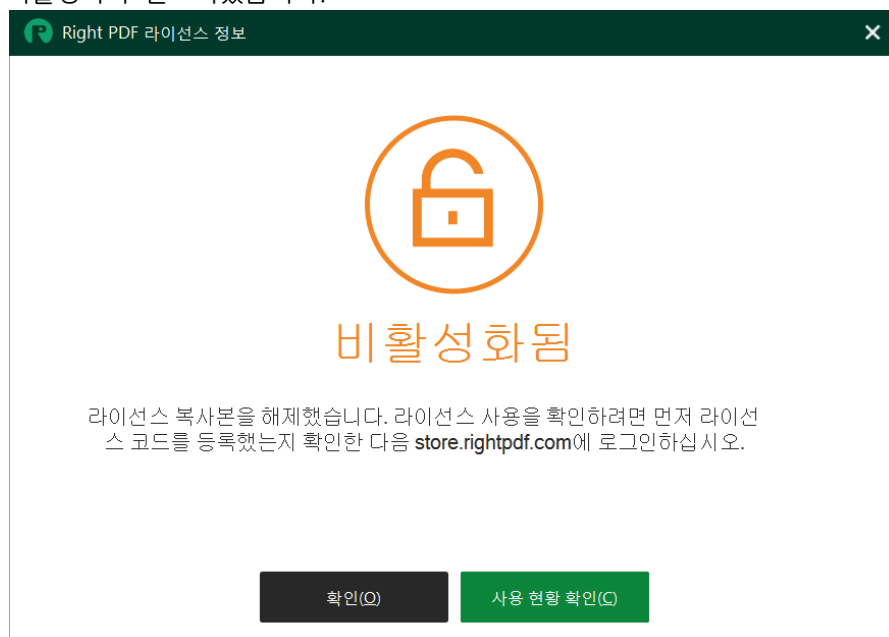 Right PDF 라이선스 정보
비활성화됨
라이선스 복사본을 해제했습니다. 라이선스 사용을 확인하려면 먼저 라이선
스 코드를 등록했는지 확인한 다음 store.rightpdf.com에 로그인하십시오.
확인(O)
사용 현황 확인(C)